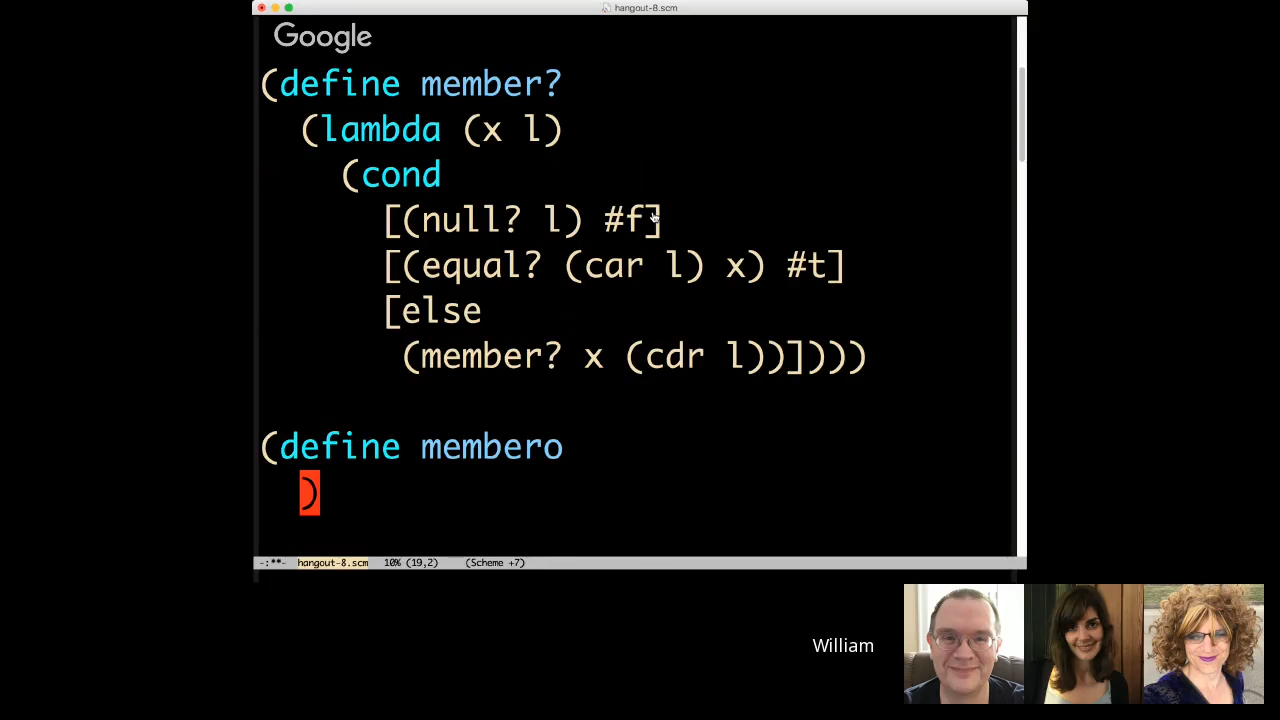 hangout-8.scm
Google
(define member?
(lambda (x l)
(cond
[(null? l) #f]
[(equal? (car l) x) #t]
[else
(member? x (cdr l))])))
(define membero
)
-:**- hangout-8.scm 10% (19,2) (Scheme +7)
William